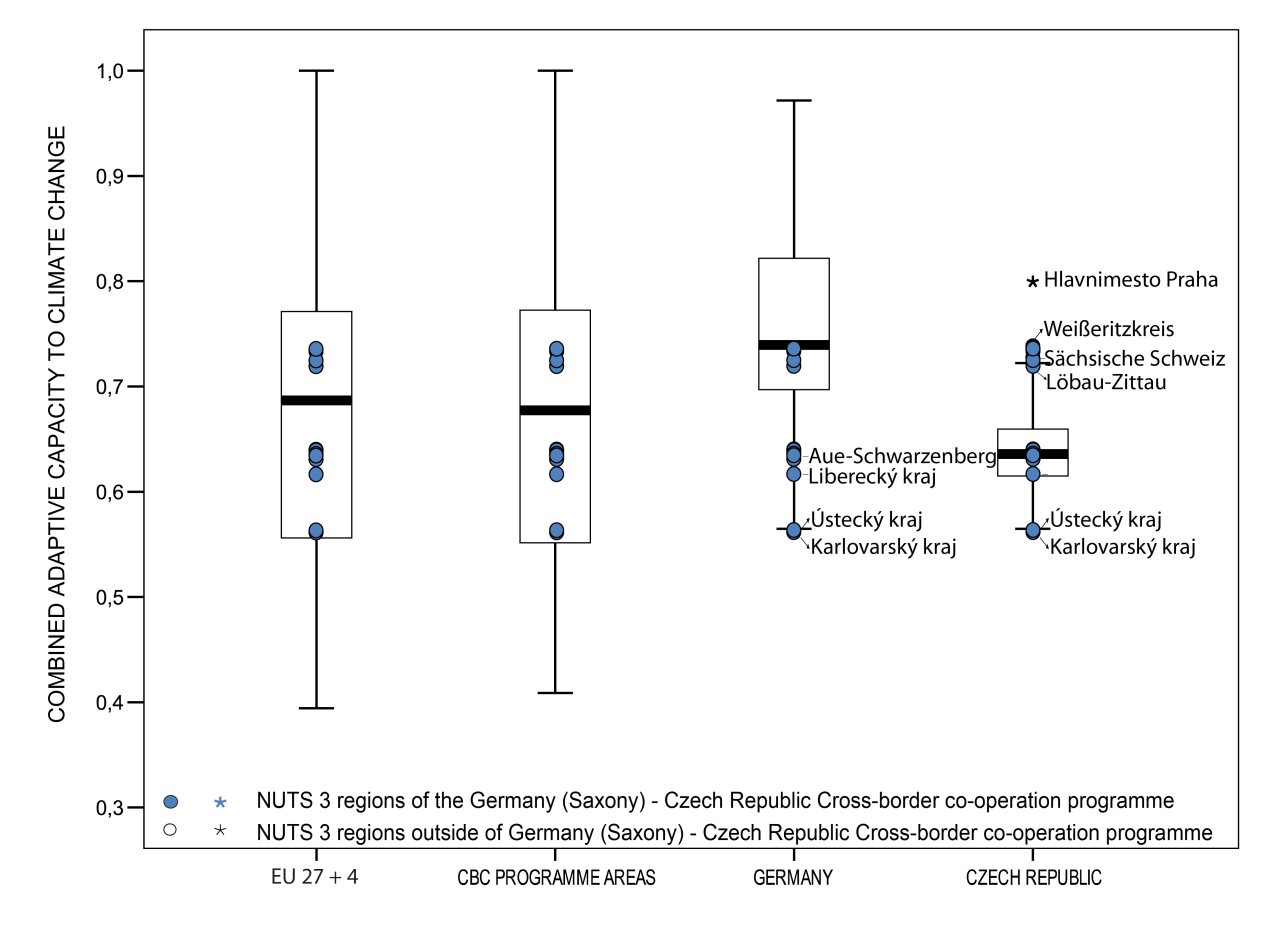 COMBINED ADAPTIVE CAPACITY TO CLIMATE CHANGE
1,0
0,9
0,8
0,7
0,6
0,5
0,4
0,3
Hlavnimesto Praha
Weißeritzkreis
Sächsische Schweiz
Löbau-Zittau
Aue-Schwarzenberg
Liberecký kraj
Ústecký kraj
Karlovarský kraj
Ústecký kraj
Karlovarský kraj
NUTS 3 regions of the Germany (Saxony) - Czech Republic Cross-border co-operation programme
NUTS 3 regions outside of Germany (Saxony) - Czech Republic Cross-border co-operation programme
EU 27 + 4
CBC PROGRAMME AREAS
GERMANY
CZECH REPUBLIC